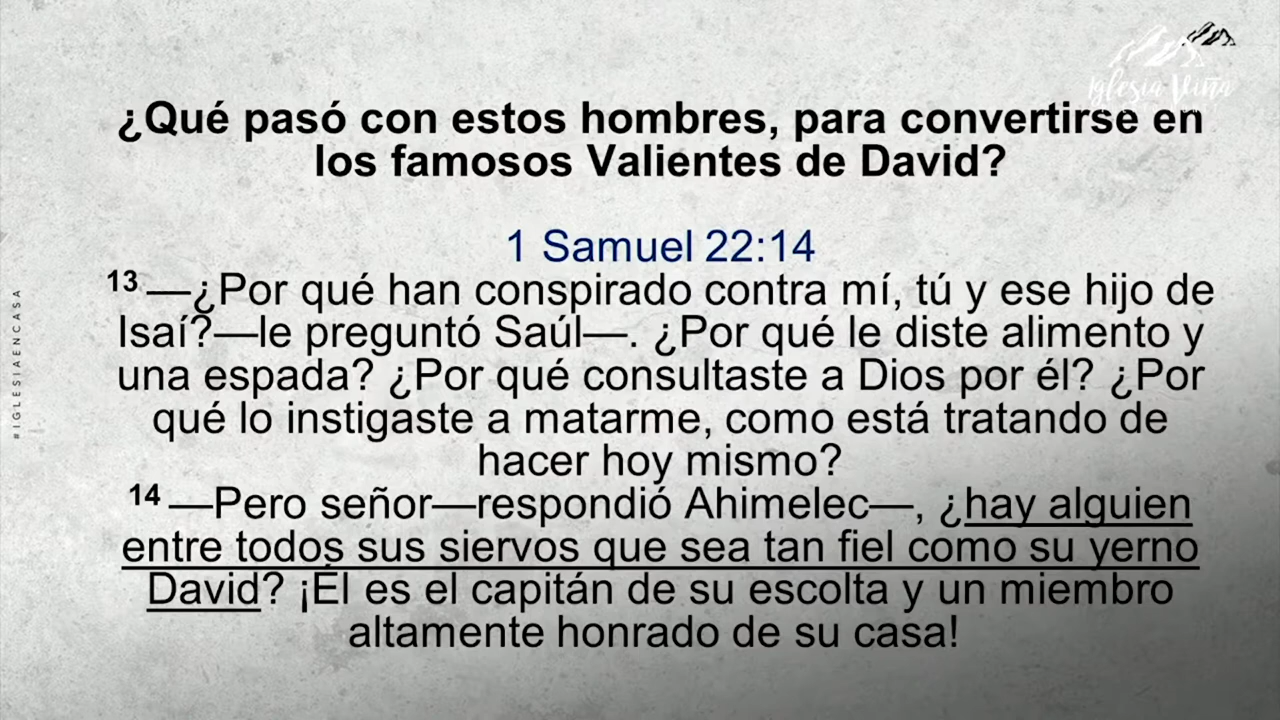 Iglesia Viña
¿Qué pasó con estos hombres, para convertirse en
los famosos Valientes de David?
1 Samuel 22:14
13 —¿Por qué han conspirado contra mí, tú y ese hijo de
Isaí?—le preguntó Saúl—. ¿Por qué le diste alimento y
una espada? ¿Por qué consultaste a Dios por él? ¿Por
qué lo instigaste a matarme, como está tratando de
hacer hoy mismo?
14 —Pero señor—respondió Ahimelec—, ¿hay alguien
entre todos sus siervos que sea tan fiel como su yerno
David? ¡Él es el capitán de su escolta y un miembro
altamente honrado de su casa!
#IGLESIAENCASA